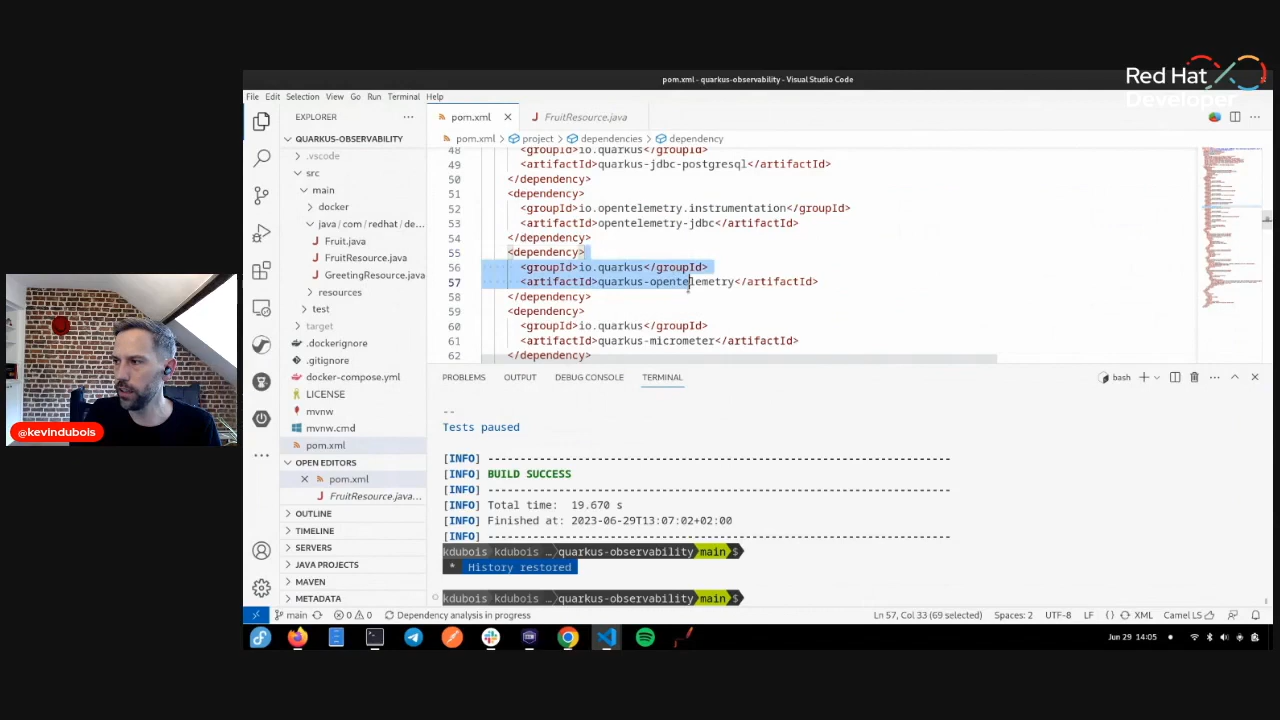 Red Hat
Developer
pom.xml - quarkus-observability - Visual Studio Code
File Edit Selection View Go Run Terminal Help
EXPLORER
QUARKUS-OBSERVABILITY
.vscode
src
main
docker
java / com / redhat / de...
Fruit.java
FruitResource.java
GreetingResource.java
resources
test
target
.dockerignore
.gitignore
docker-compose.yml
LICENSE
mvnw
mvnw.cmd
pom.xml
OPEN EDITORS
pom.xml
FruitResource.java...
OUTLINE
TIMELINE
SERVERS
JAVA PROJECTS
MAVEN
METADATA
pom.xml
FruitResource.java
pom.xml > project > dependencies > dependency
48 <groupId>io.quarkus</groupId>
49 <artifactId>quarkus-jdbc-postgresql</artifactId>
50 </dependency>
51 <dependency>
52 <groupId>io.opentelemetry.instrumentation</groupId>
53 <artifactId>opentelemetry-jdbc</artifactId>
54 </dependency>
55 <dependency>
56 <groupId>io.quarkus</groupId>
57 <artifactId>quarkus-opentelemetry</artifactId>
58 </dependency>
59 <dependency>
60 <groupId>io.quarkus</groupId>
61 <artifactId>quarkus-micrometer</artifactId>
62 </dependency>
PROBLEMS OUTPUT DEBUG CONSOLE TERMINAL
bash
--
Tests paused
[INFO] ------------------------------------------------------------------------
[INFO] BUILD SUCCESS
[INFO] ------------------------------------------------------------------------
[INFO] Total time: 19.670 s
[INFO] Finished at: 2023-06-29T13:07:02+02:00
[INFO] ------------------------------------------------------------------------
kdubois kdubois … quarkus-observability main $
* History restored
kdubois kdubois … quarkus-observability main $
main 0 0 Dependency analysis in progress Ln 57, Col 33 (69 selected) Spaces: 2 UTF-8 LF XML Camel LS
Jun 29 14:05
@kevindubois